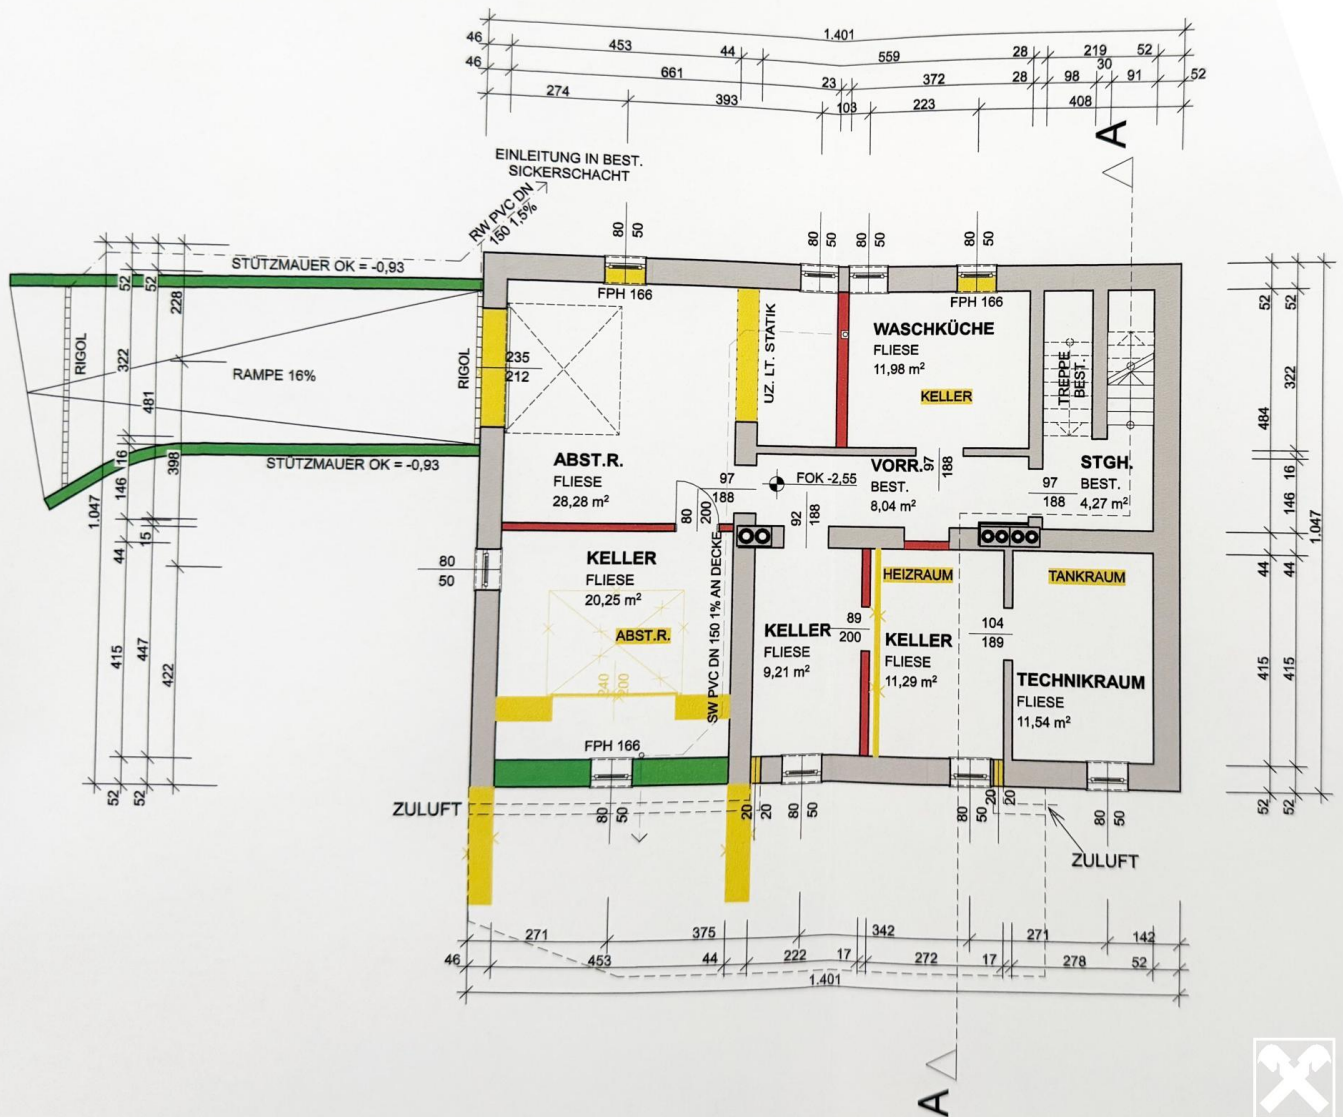 1.401
46 453 44 559 28 219 52
30
46 661 23 372 28 98 91 52
274 393 103 223 408
A
EINLEITUNG IN BEST.
SICKERSCHACHT
RW PVC DN
150 1,5%
80 50
80 50
80 50
80 50
STÜTZMAUER OK = -0,93
FPH 166
FPH 166
52 52
228
RIGOL
322
RAMPE 16%
481
RIGOL
235
212
UZ. LT. STATIK
WASCHKÜCHE
FLIESE
11,98 m²
KELLER
TREPPE
BEST.
52 52
322
484
16
146
1.047
STÜTZMAUER OK = -0,93
16
398
146
1.047
44
15
ABST.R.
FLIESE
28,28 m²
97
188
FOK -2,55
VORR.
BEST.
8,04 m²
97
188
STGH.
BEST.
4,27 m²
97
188
80
200
92
188
44 44
80
50
KELLER
FLIESE
20,25 m²
ABST.R.
240
200
SW PVC DN 150 1% AN DECKE
HEIZRAUM
TANKRAUM
89
200
104
189
KELLER
FLIESE
9,21 m²
KELLER
FLIESE
11,29 m²
TECHNIKRAUM
FLIESE
11,54 m²
415 447 422
415 415
FPH 166
52 52
52 52
ZULUFT
80 50
20 20
80 50
80 50
20 20
80 50
ZULUFT
271 375 342 271 142
46 453 44 222 17 272 17 278 52
1.401
A